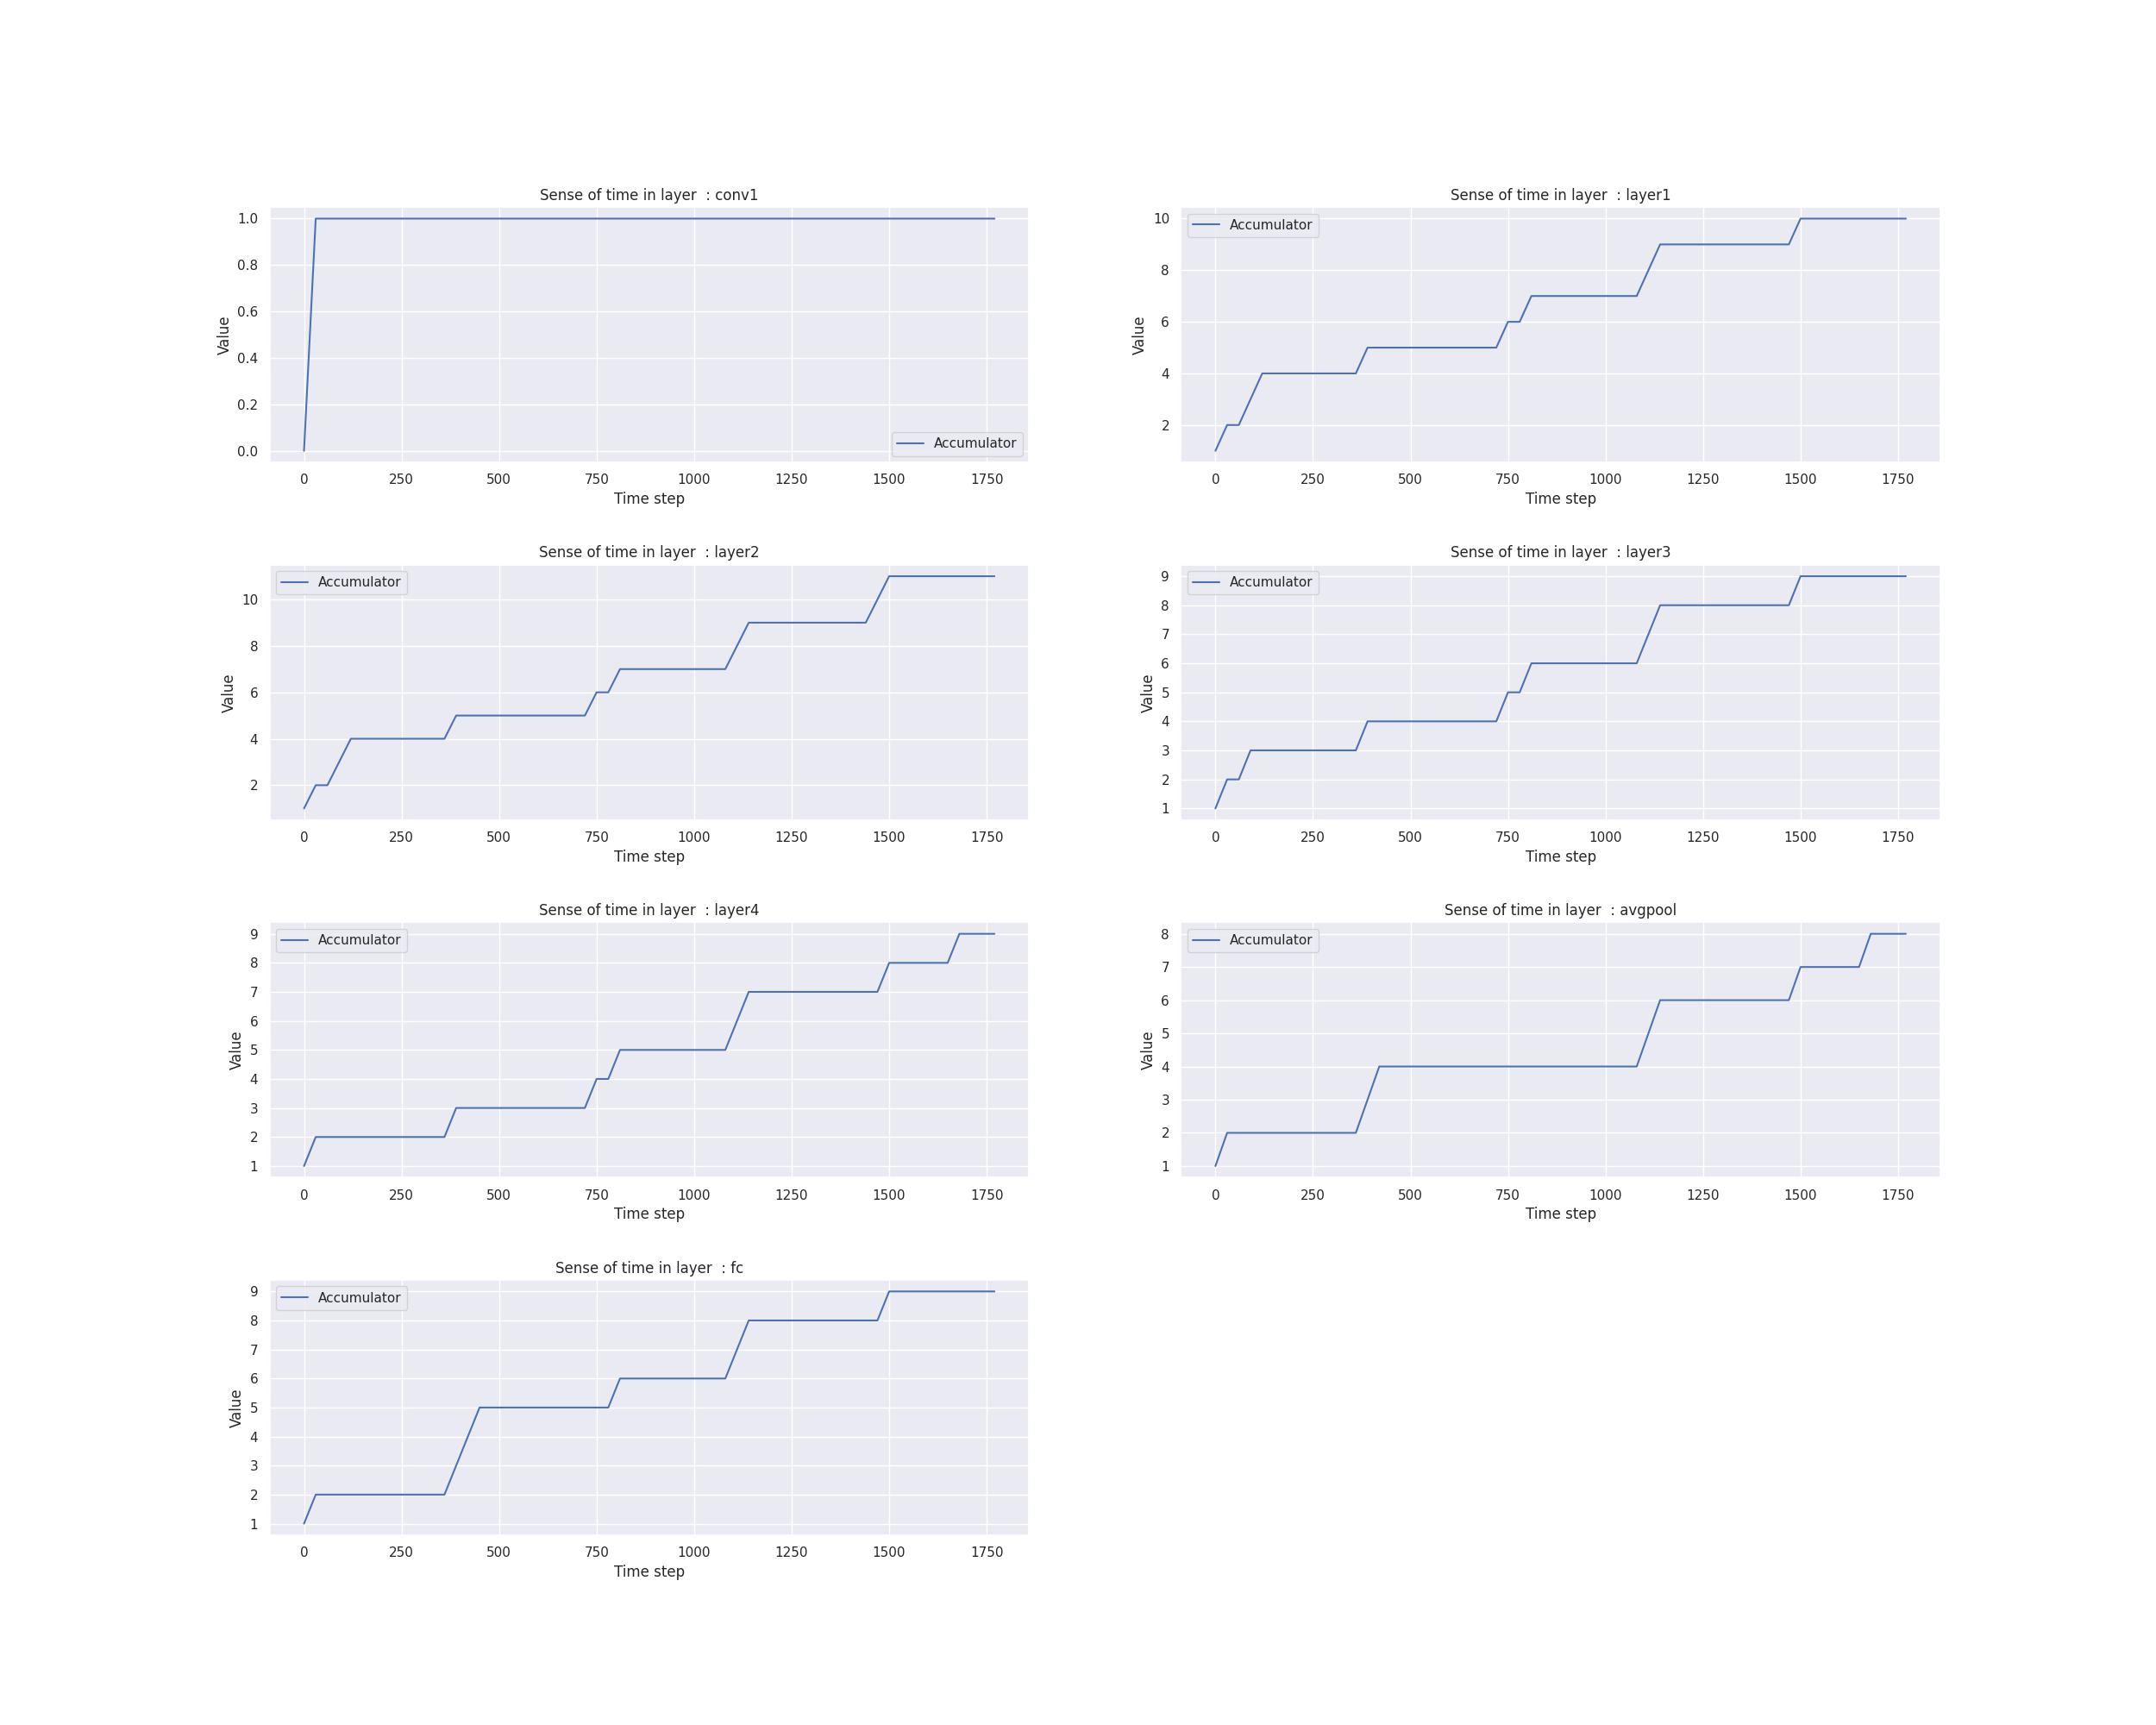 Sense of time in layer  : conv1
1.0
0.8
0.6
0.4
0.2
0.0
Value
Accumulator
0 250 500 750 1000 1250 1500 1750
Time step
Sense of time in layer  : layer1
Accumulator
10
8
6
4
2
Value
0 250 500 750 1000 1250 1500 1750
Time step
Sense of time in layer  : layer2
Accumulator
10
8
6
4
2
Value
0 250 500 750 1000 1250 1500 1750
Time step
Sense of time in layer  : layer3
Accumulator
9
8
7
6
5
4
3
2
1
Value
0 250 500 750 1000 1250 1500 1750
Time step
Sense of time in layer  : layer4
Accumulator
9
8
7
6
5
4
3
2
1
Value
0 250 500 750 1000 1250 1500 1750
Time step
Sense of time in layer  : avgpool
Accumulator
8
7
6
5
4
3
2
1
Value
0 250 500 750 1000 1250 1500 1750
Time step
Sense of time in layer  : fc
Accumulator
9
8
7
6
5
4
3
2
1
Value
0 250 500 750 1000 1250 1500 1750
Time step